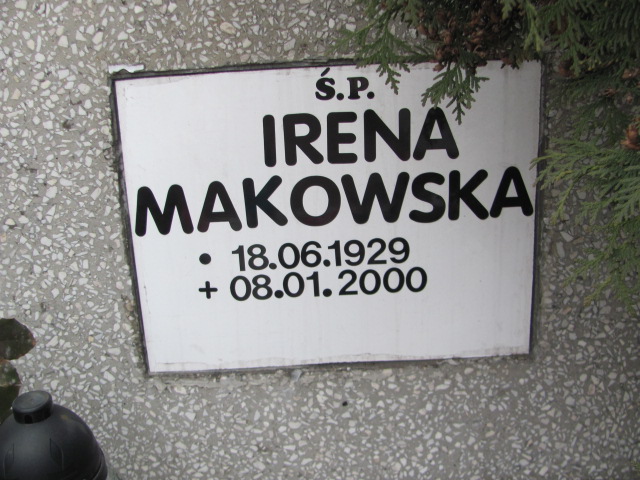 Ś.P.
IRENA
MAKOWSKA
• 18.06.1929
+ 08.01.2000